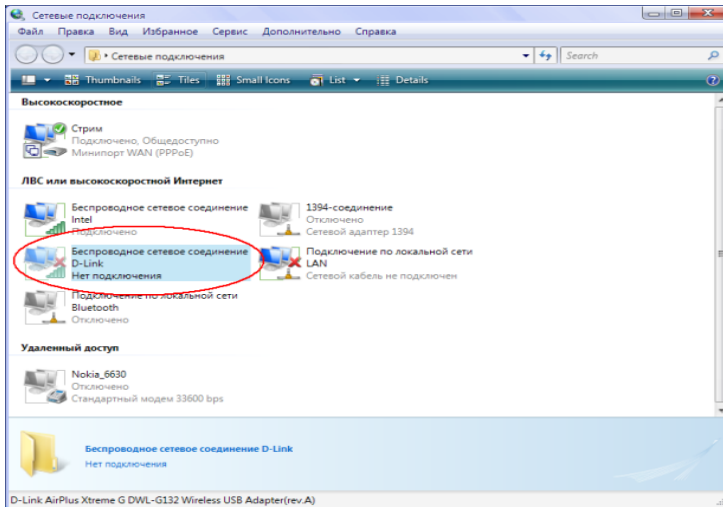 Сетевые подключения
Файл Правка Вид Избранное Сервис Дополнительно Справка
Сетевые подключения Search
Thumbnails Tiles Small Icons List Details
Высокоскоростное
Стрим
Подключено, Общедоступно
Минипорт WAN (PPPoE)
ЛВС или высокоскоростной Интернет
Беспроводное сетевое соединение
Intel
Подключено
1394-соединение
Отключено
Сетевой адаптер 1394
Беспроводное сетевое соединение
D-Link
Нет подключения
Подключение по локальной сети
LAN
Сетевой кабель не подключен
Подключение по локальной сети
Bluetooth
Отключено
Удаленный доступ
Nokia_6630
Отключено
Стандартный модем 33600 bps
Беспроводное сетевое соединение D-Link
Нет подключения
D-Link AirPlus Xtreme G DWL-G132 Wireless USB Adapter(rev.A)